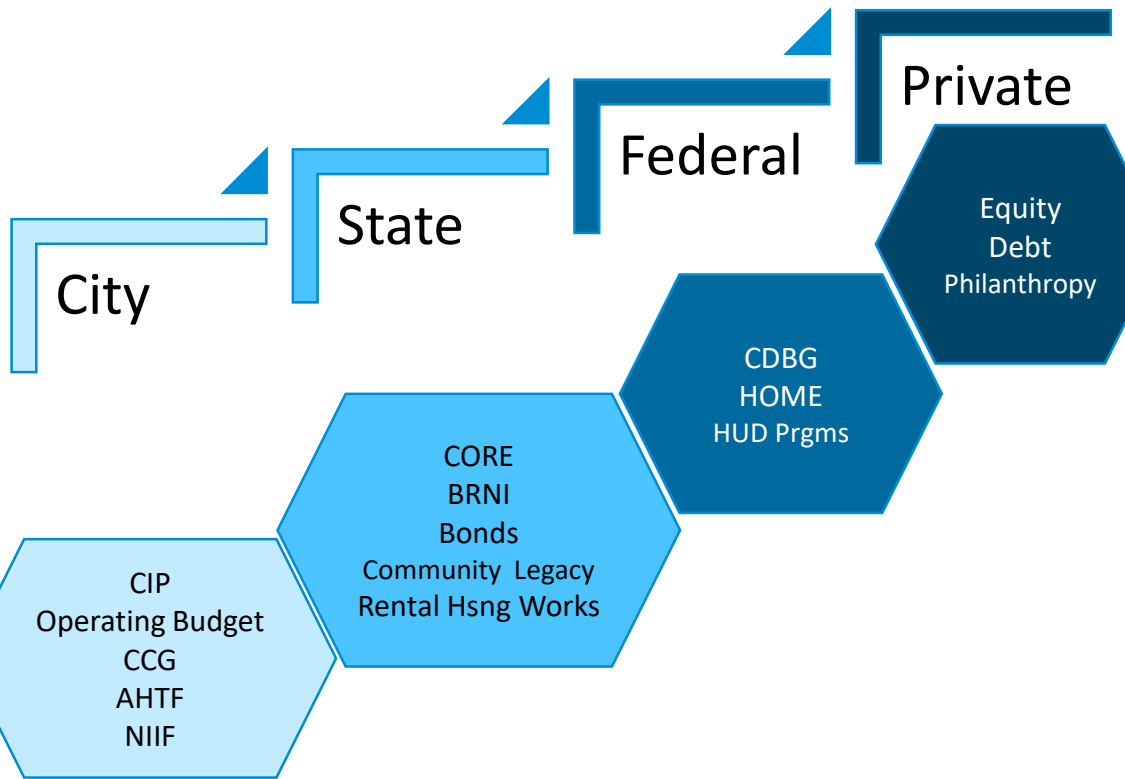 City
CIP
Operating Budget
CCG
AHTF
NIIF
State
CORE
BRNI
Bonds
Community Legacy
Rental Hsng Works
Federal
CDBG
HOME
HUD Prgms
Private
Equity
Debt
Philanthropy